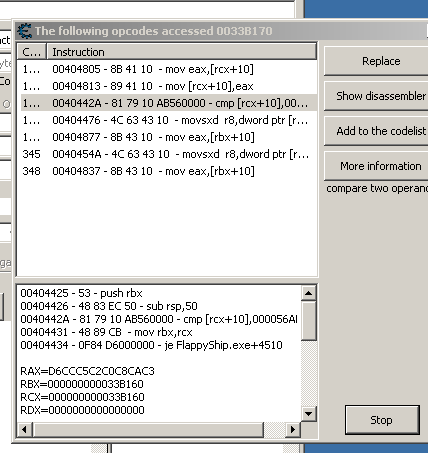 The following opcodes accessed 0033B170
C... Instruction
1... 00404805 - 8B 41 10 - mov eax,[rcx+10]
1... 00404813 - 89 41 10 - mov [rcx+10],eax
1... 0040442A - 81 79 10 AB560000 - cmp [rcx+10],00...
1... 00404476 - 4C 63 43 10 - movsxd r8,dword ptr [r...
1... 00404877 - 8B 43 10 - mov eax,[rbx+10]
345 0040454A - 4C 63 43 10 - movsxd r8,dword ptr [r...
348 00404837 - 8B 43 10 - mov eax,[rbx+10]
Replace
Show disassembler
Add to the codelist
More information
compare two operand
00404425 - 53 - push rbx
00404426 - 48 83 EC 50 - sub rsp,50
0040442A - 81 79 10 AB560000 - cmp [rcx+10],000056A
00404431 - 48 89 CB - mov rbx,rcx
00404434 - 0F84 D6000000 - je FlappyShip.exe+4510
RAX=D6CCC5C2C0C8CAC3
RBX=000000000033B160
RCX=000000000033B160
RDX=0000000000000000
Stop